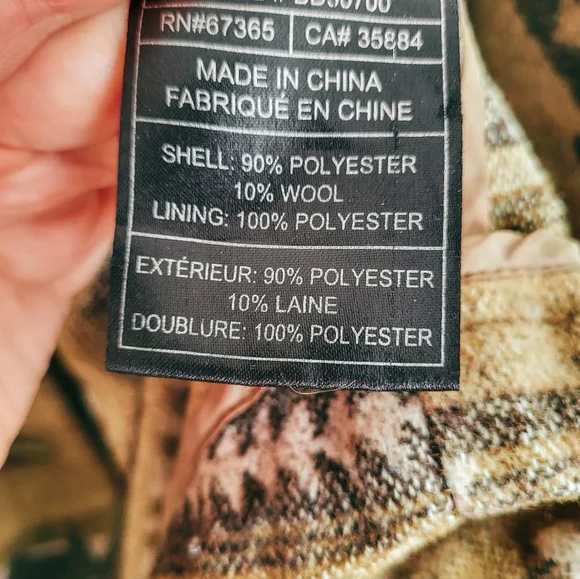 RN#67365 CA# 35884
MADE IN CHINA
FABRIQUÉ EN CHINE
SHELL: 90% POLYESTER
10% WOOL
LINING: 100% POLYESTER
EXTÉRIEUR: 90% POLYESTER
10% LAINE
DOUBLURE: 100% POLYESTER